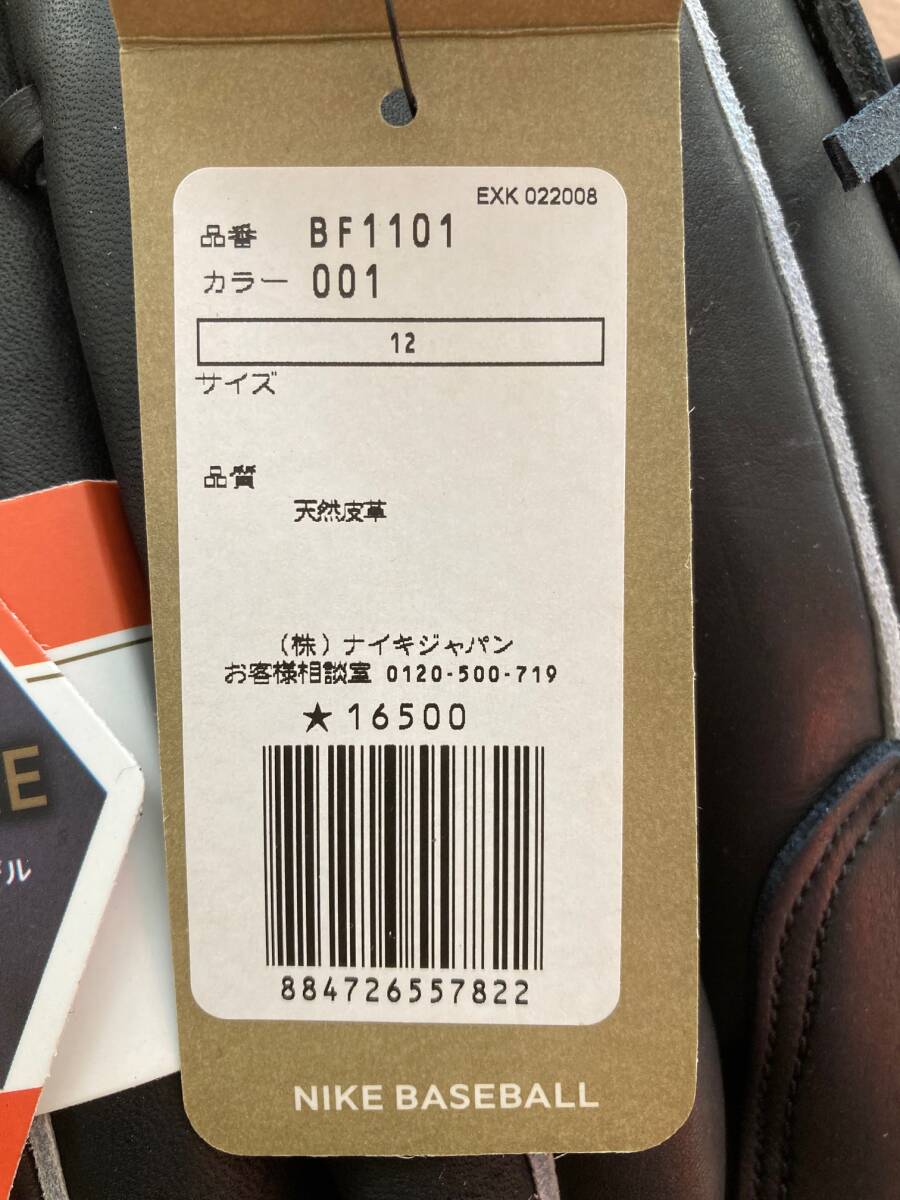 EXK 022008
品番 BF1101
カラー 001
12
サイズ
品質
天然皮革
(株)ナイキジャパン
お客様相談室 0120-500-719
★16500
884726557822
NIKE BASEBALL
E
ル